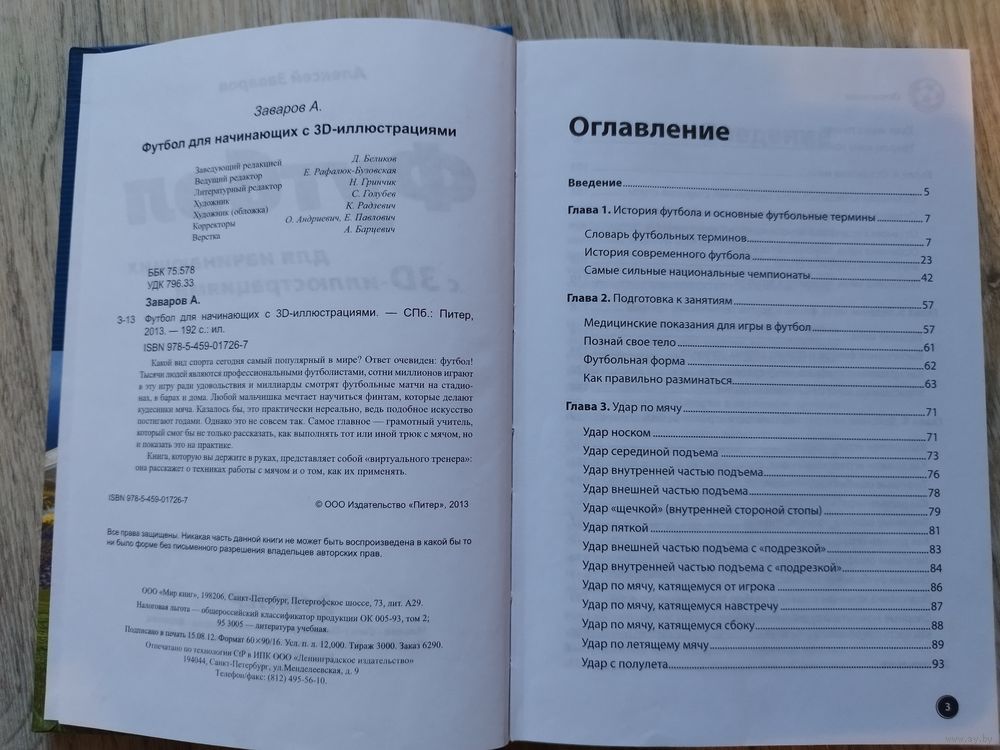 Заваров А.
Футбол для начинающих с 3D-иллюстрациями
Заведующий редакцией Д. Беликов
Ведущий редактор Е. Рафалюк-Бузовская
Литературный редактор Н. Гринчик
Художник С. Голубев
Художник (обложка) К. Радзевич
Корректоры О. Андриевич, Е. Павлович
Верстка А. Барцевич
ББК 75.578
УДК 796.33
Заваров А.
З-13 Футбол для начинающих с 3D-иллюстрациями. — СПб.: Питер,
2013. — 192 с.: ил.
ISBN 978-5-459-01726-7
Какой вид спорта сегодня самый популярный в мире? Ответ очевиден: футбол!
Тысячи людей являются профессиональными футболистами, сотни миллионов играют
в эту игру ради удовольствия и миллиарды смотрят футбольные матчи на стадио-
нах, в барах и дома. Любой мальчишка мечтает научиться финтам, которые делают
кудесники мяча. Казалось бы, это практически нереально, ведь подобное искусство
постигают годами. Однако это не совсем так. Самое главное — грамотный учитель,
который смог бы не только рассказать, как выполнять тот или иной трюк с мячом, но
и показать это на практике.
Книга, которую вы держите в руках, представляет собой «виртуального тренера»:
она расскажет о техниках работы с мячом и о том, как их применять.
ISBN 978-5-459-01726-7
© ООО Издательство «Питер», 2013
Все права защищены. Никакая часть данной книги не может быть воспроизведена в какой бы то
ни было форме без письменного разрешения владельцев авторских прав.
ООО «Мир книг», 198206, Санкт-Петербург, Петергофское шоссе, 73, лит. А29.
Налоговая льгота — общероссийский классификатор продукции ОК 005-93, том 2;
95 3005 — литература учебная.
Подписано в печать 15.08.12. Формат 60×90/16. Усл. п. л. 12,000. Тираж 3000. Заказ 6290.
Отпечатано по технологии CtP в ИПК ООО «Ленинградское издательство»
194044, Санкт-Петербург, ул.Менделеевская, д. 9
Телефон/факс: (812) 495-56-10.
Оглавление
Введение 5
Глава 1. История футбола и основные футбольные термины 7
Словарь футбольных терминов 7
История современного футбола 23
Самые сильные национальные чемпионаты 42
Глава 2. Подготовка к занятиям 57
Медицинские показания для игры в футбол 57
Познай свое тело 61
Футбольная форма 62
Как правильно разминаться 63
Глава 3. Удар по мячу 71
Удар носком 71
Удар серединой подъема 73
Удар внутренней частью подъема 76
Удар внешней частью подъема 78
Удар «щечкой» (внутренней стороной стопы) 79
Удар пяткой 81
Удар внешней частью подъема с «подрезкой» 83
Удар внутренней частью подъема с «подрезкой» 84
Удар по мячу, катящемуся от игрока 86
Удар по мячу, катящемуся навстречу 87
Удар по мячу, катящемуся сбоку 88
Удар по летящему мячу 89
Удар с полулета 93
3
www.ay.by